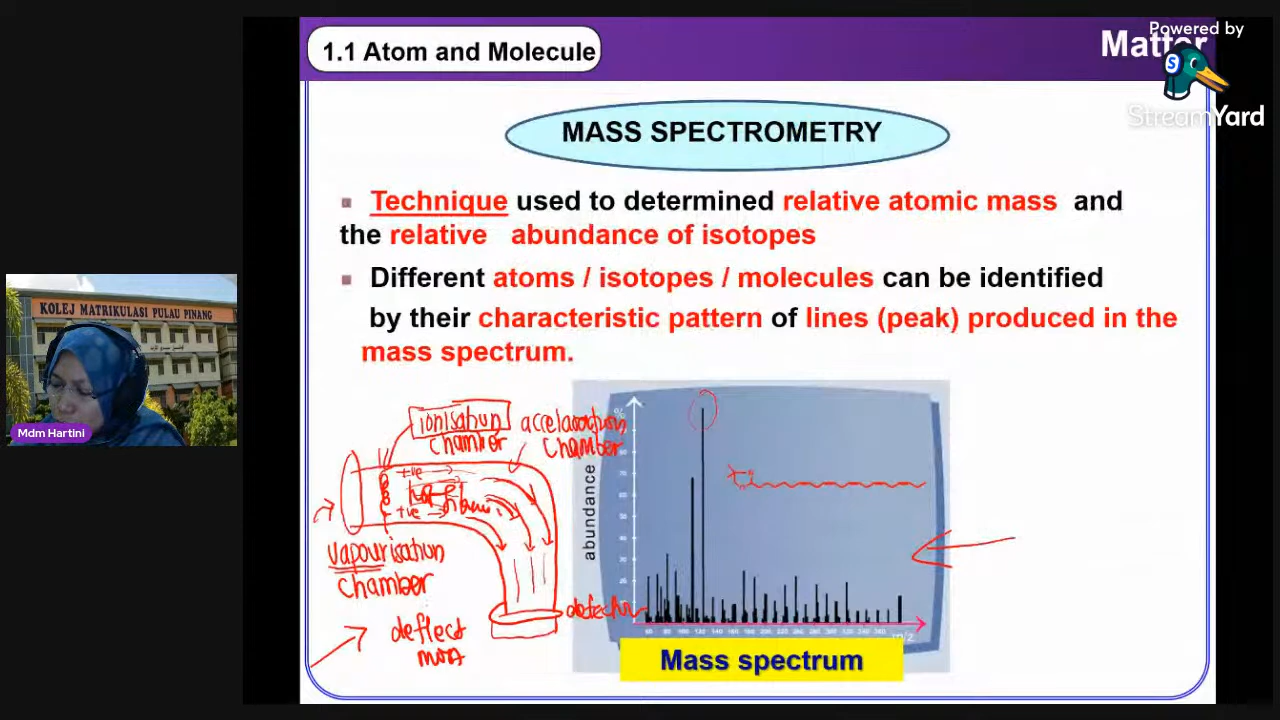 1.1 Atom and Molecule
Matter
Powered by
StreamYard
MASS SPECTROMETRY
Technique used to determined relative atomic mass and
the relative abundance of isotopes
Different atoms / isotopes / molecules can be identified
by their characteristic pattern of lines (peak) produced in the
mass spectrum.
KOLEJ MATRIKULASI PULAU PINANG
Mdm Hartini
ionisation
chamber
chamber
+ve
+ve
vapourisation
chamber
deflect
abundance
%
m/z
Mass spectrum